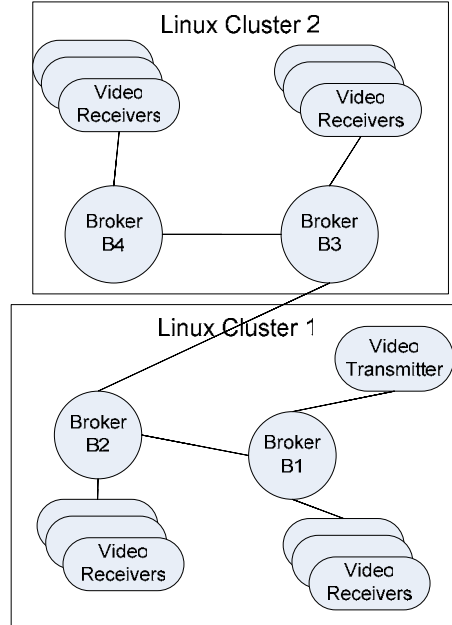 Linux Cluster 2
Video
Receivers
Video
Receivers
Broker
B4
Broker
B3
Linux Cluster 1
Video
Transmitter
Broker
B2
Broker
B1
Video
Receivers
Video
Receivers